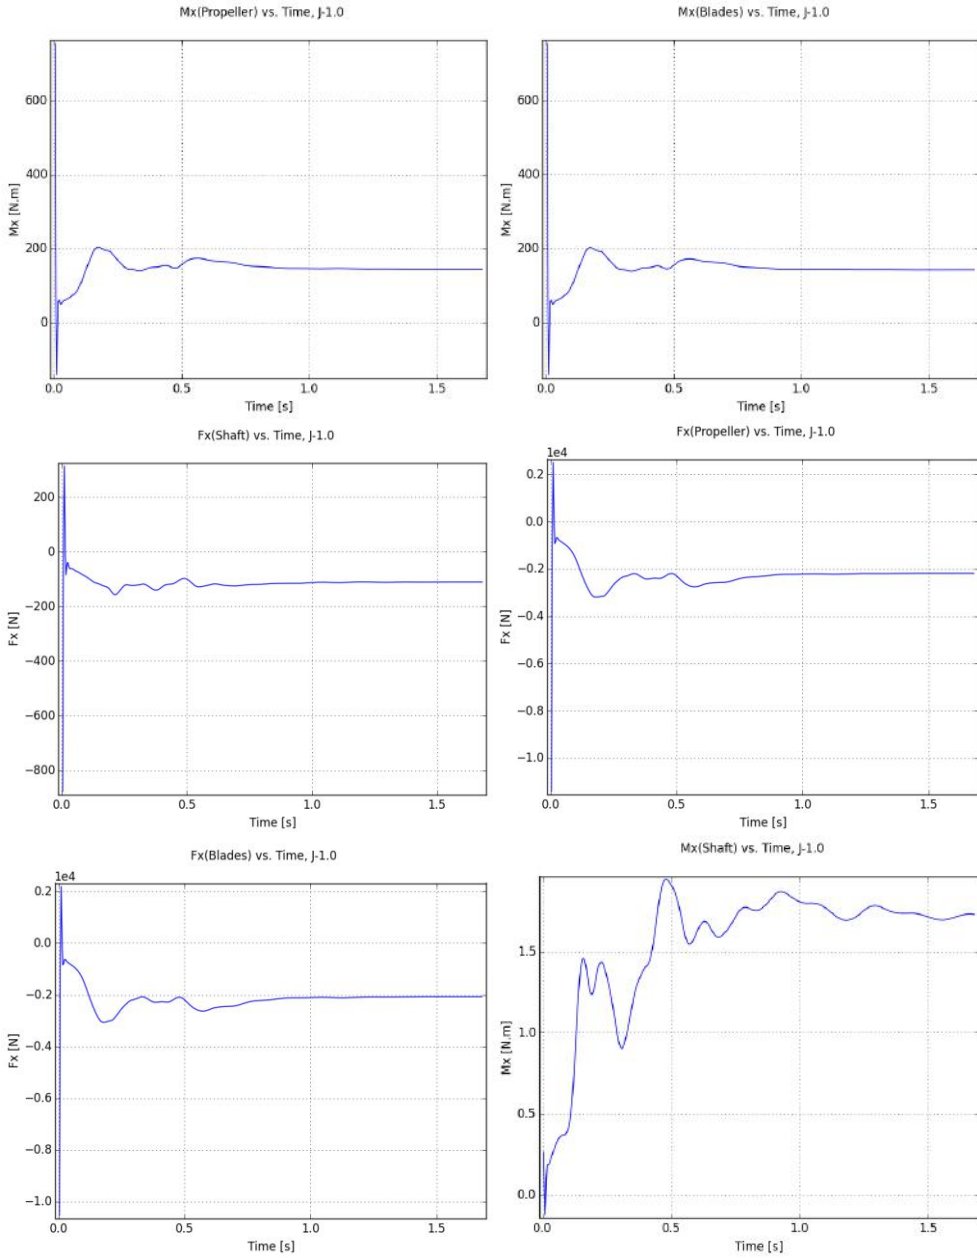 Mx(Propeller) vs. Time, J-1.0
600
400
200
0
Mx [N.m]
0.0 0.5 1.0 1.5
Time [s]
Mx(Blades) vs. Time, J-1.0
600
400
200
0
Mx [N.m]
0.0 0.5 1.0 1.5
Time [s]
Fx(Shaft) vs. Time, J-1.0
200
0
−200
−400
−600
−800
Fx [N]
0.0 0.5 1.0 1.5
Time [s]
Fx(Propeller) vs. Time, J-1.0
1e4
0.2
0.0
−0.2
−0.4
−0.6
−0.8
−1.0
Fx [N]
0.0 0.5 1.0 1.5
Time [s]
Fx(Blades) vs. Time, J-1.0
1e4
0.2
0.0
−0.2
−0.4
−0.6
−0.8
−1.0
Fx [N]
0.0 0.5 1.0 1.5
Time [s]
Mx(Shaft) vs. Time, J-1.0
1.5
1.0
0.5
0.0
Mx [N.m]
0.0 0.5 1.0 1.5
Time [s]